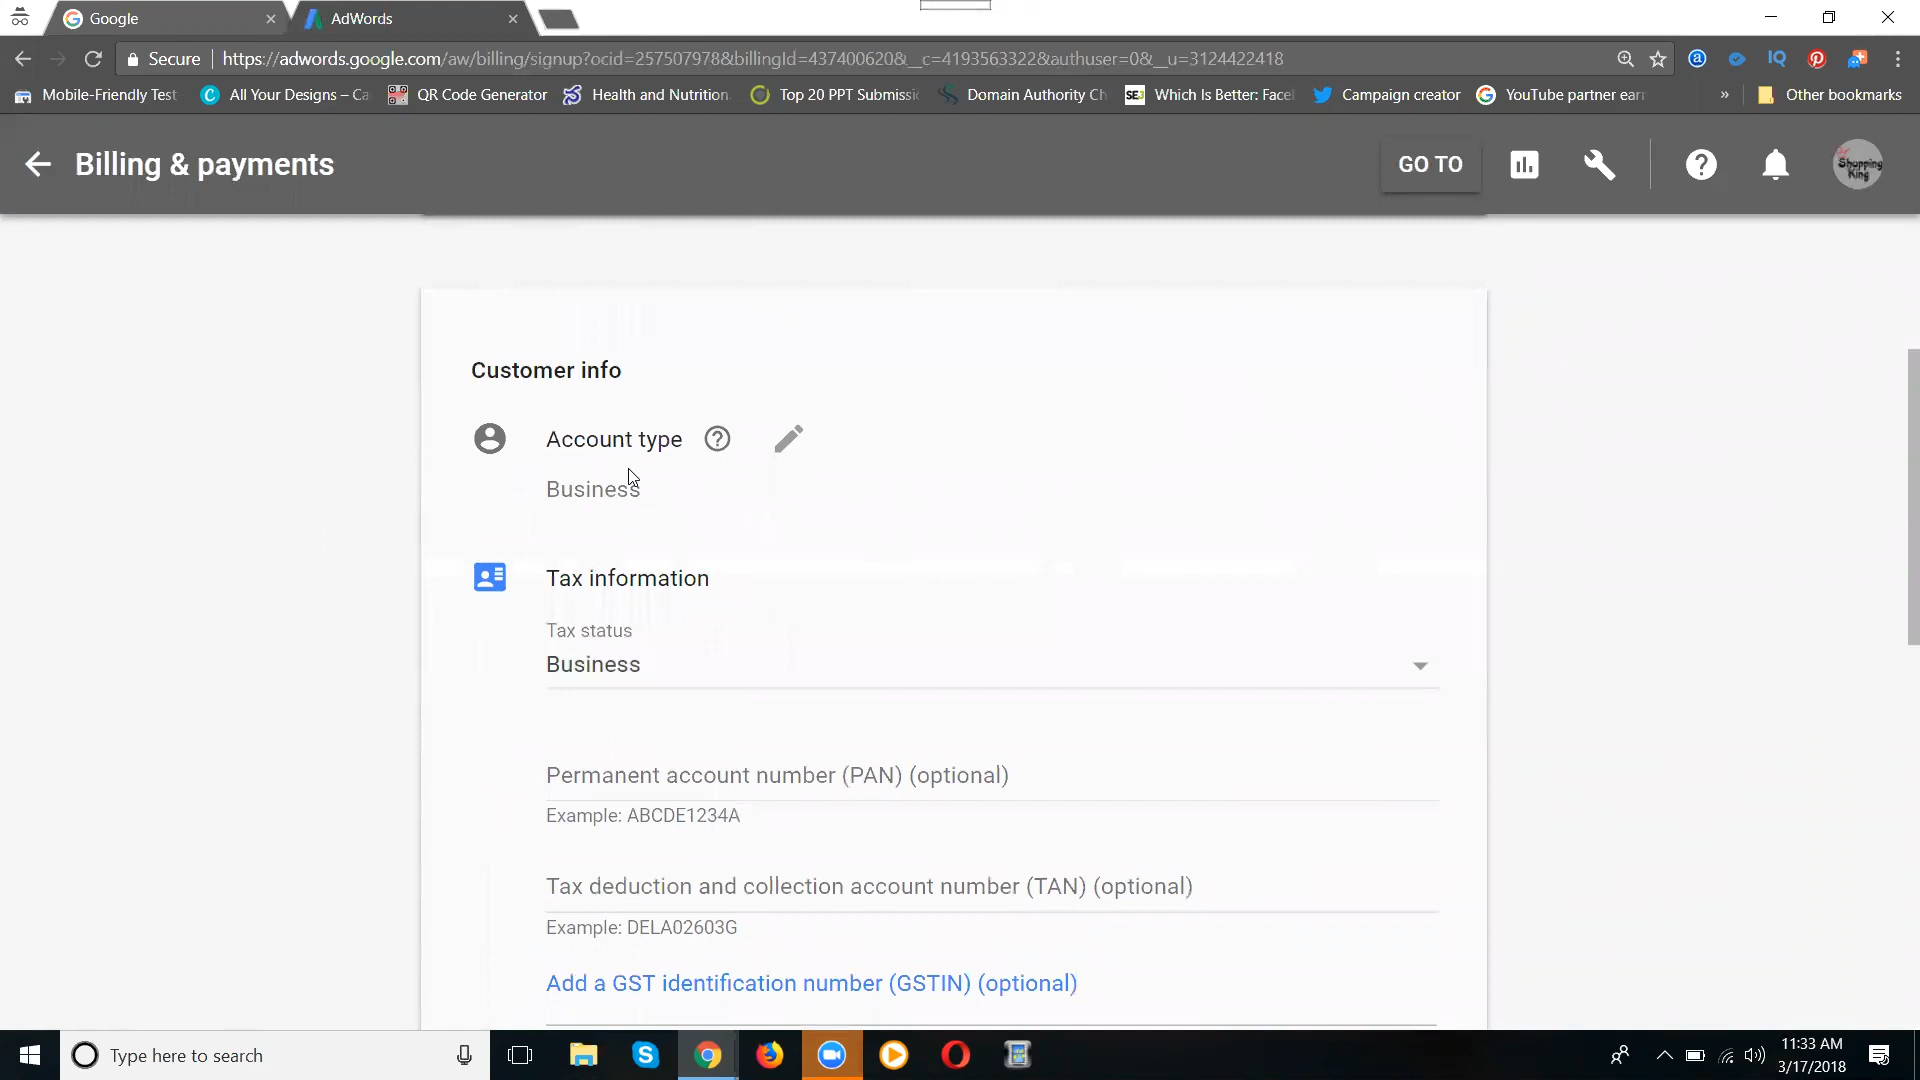 Google
AdWords
Secure
https://adwords.google.com/aw/billing/signup?ocid=257507978&billingId=437400620&__c=4193563322&authuser=0&__u=3124422418
Mobile-Friendly Test
All Your Designs – Ca
QR Code Generator
Health and Nutrition
Top 20 PPT Submissi
Domain Authority Ch
Which Is Better: Face
Campaign creator
YouTube partner earn
»
Other bookmarks
Billing & payments
GO TO
Shopping
King
Customer info
Account type
Business
Tax information
Tax status
Business
Permanent account number (PAN) (optional)
Example: ABCDE1234A
Tax deduction and collection account number (TAN) (optional)
Example: DELA02603G
Add a GST identification number (GSTIN) (optional)
Type here to search
11:33 AM
3/17/2018